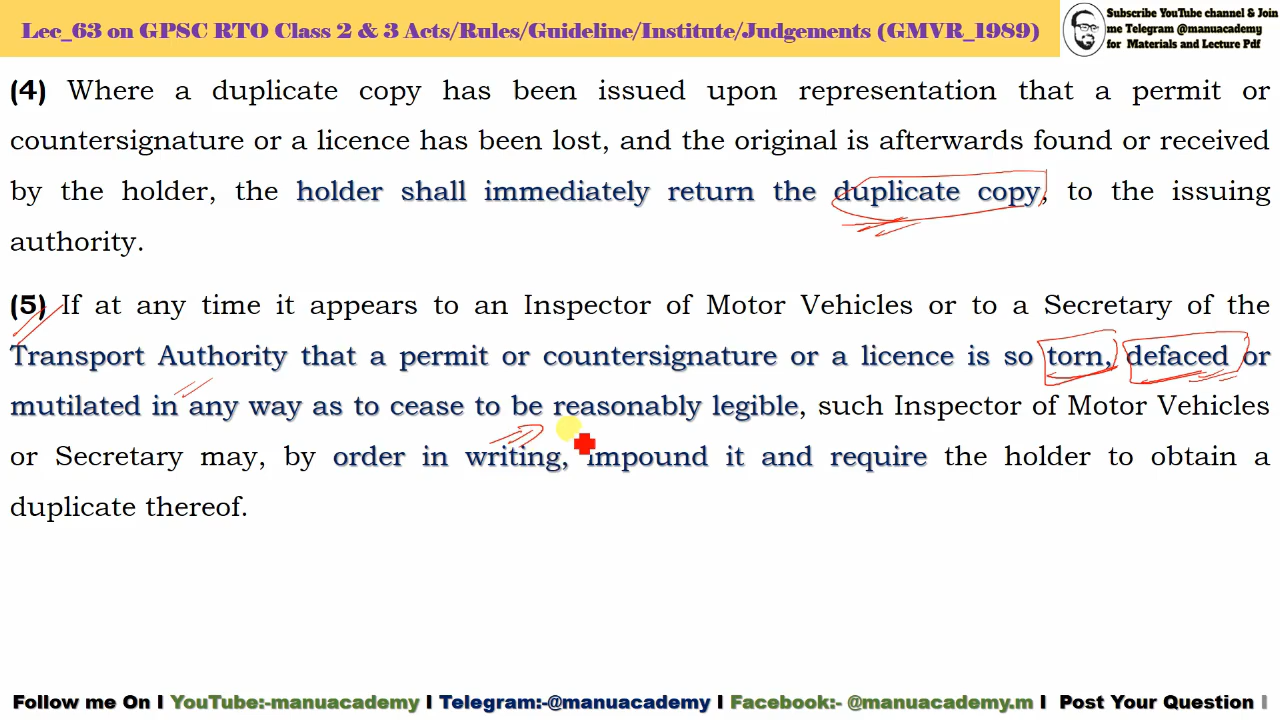 Lec_63 on GPSC RTO Class 2 & 3 Acts/Rules/Guideline/Institute/Judgements (GMVR_1989)
Subscribe YouTube channel & Join
me Telegram @manuacademy
for Materials and Lecture Pdf
(4) Where a duplicate copy has been issued upon representation that a permit or
countersignature or a licence has been lost, and the original is afterwards found or received
by the holder, the holder shall immediately return the duplicate copy, to the issuing
authority.
(5) If at any time it appears to an Inspector of Motor Vehicles or to a Secretary of the
Transport Authority that a permit or countersignature or a licence is so torn, defaced or
mutilated in any way as to cease to be reasonably legible, such Inspector of Motor Vehicles
or Secretary may, by order in writing, impound it and require the holder to obtain a
duplicate thereof.
Follow me On I YouTube:-manuacademy I Telegram:-@manuacademy I Facebook:- @manuacademy.m I Post Your Question I